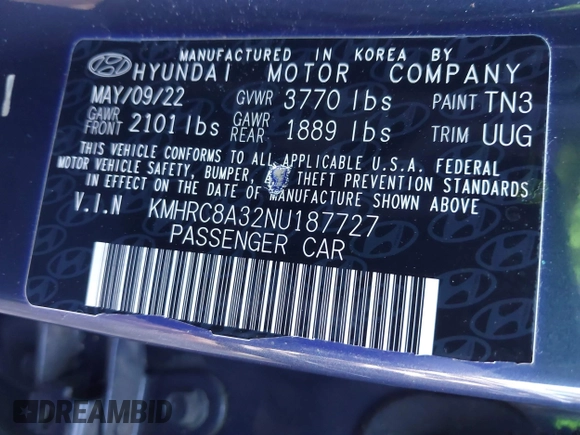 MANUFACTURED IN KOREA BY
HYUNDAI MOTOR COMPANY
MAY/09/22 GVWR 3770 lbs PAINT TN3
GAWR FRONT 2101 lbs GAWR REAR 1889 lbs TRIM UUG
THIS VEHICLE CONFORMS TO ALL APPLICABLE U.S.A. FEDERAL
MOTOR VEHICLE SAFETY, BUMPER, THEFT PREVENTION STANDARDS
IN EFFECT ON THE DATE OF MANUFACTURE SHOWN ABOVE
V.I.N KMHRC8A32NU187727
PASSENGER CAR
DREAMBID